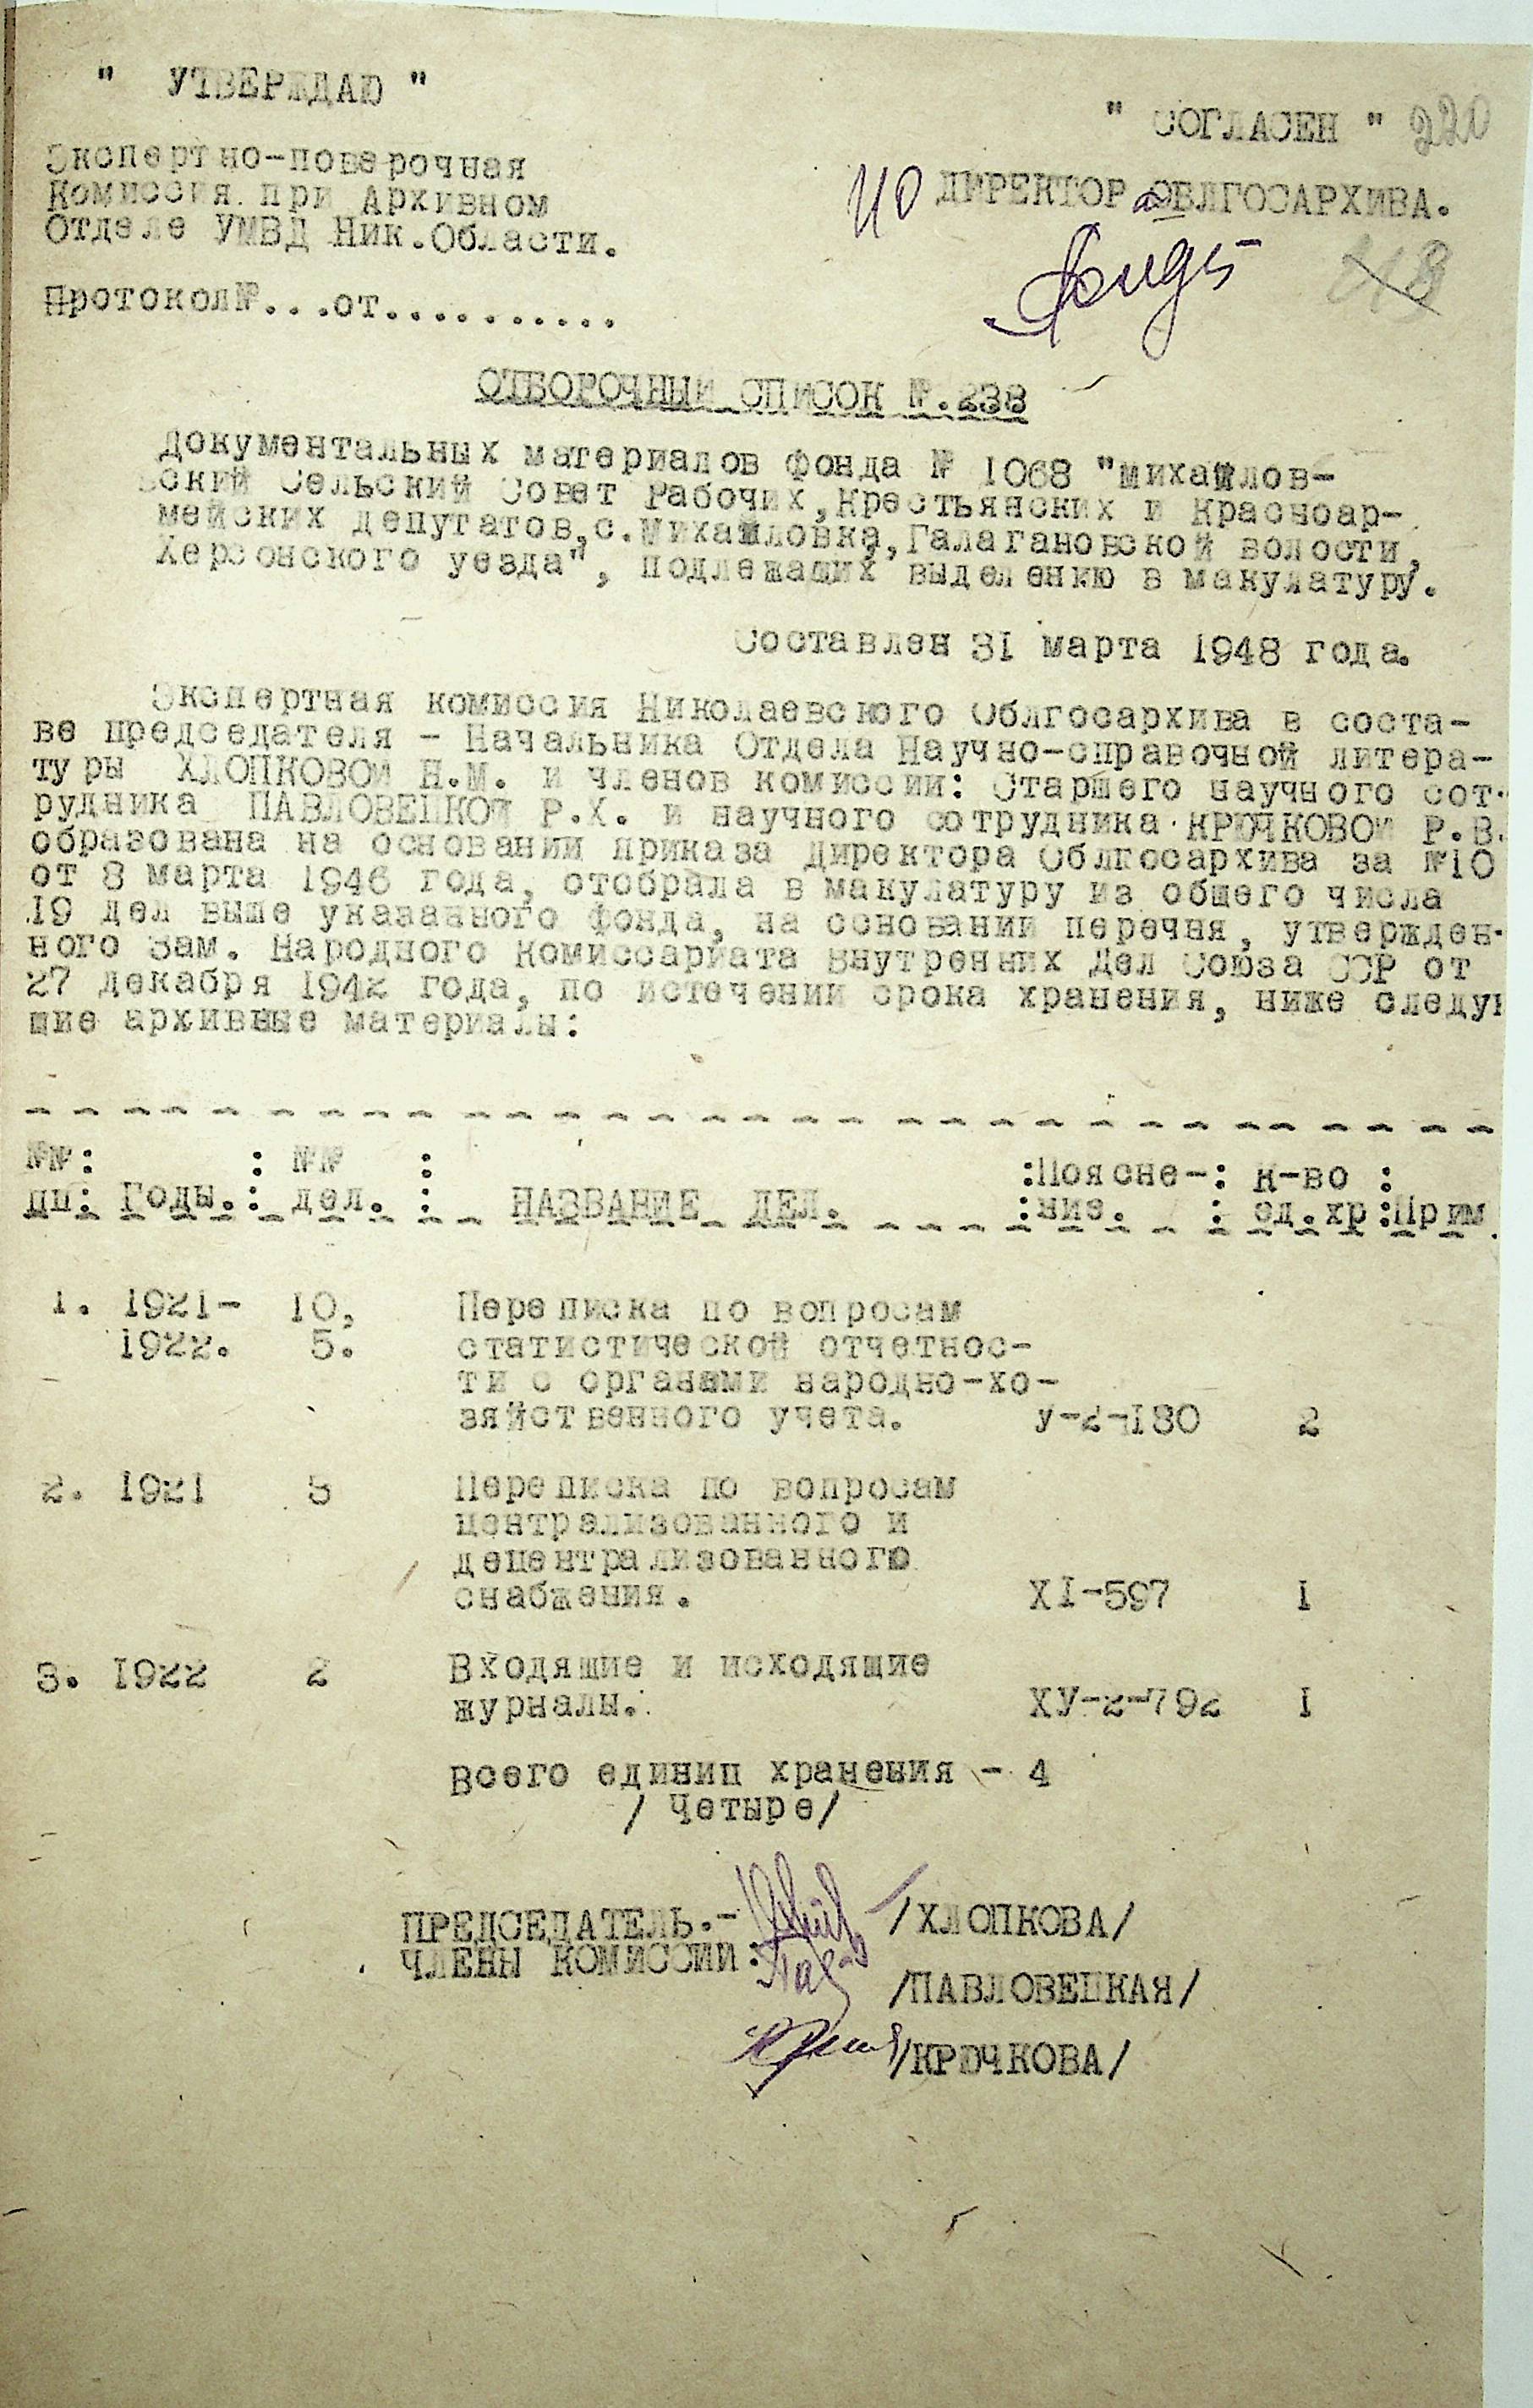 " УТВЕРЖДАЮ "
" СОГЛАСЕН " 220
Экспертно-поверочная
Комиссия при Архивном
Отделе УМВД Ник.Области.
ИО ДИРЕКТОР ОБЛГОСАРХИВА.
Протокол№...от..........
ОТБОРОЧНЫЙ СПИСОК №.238
документальных материалов фонда № 1068 "Михайлов-
ский Сельский Совет Рабочих,Крестьянских и Красноар-
мейских депутатов,с.Михайловка,Галагановской волости,
Херсонского уезда", подлежащих выделению в макулатуру.
Составлен 31 марта 1948 года.
Экспертная комиссия Николаевского Облгосархива в соста-
ве председателя - Начальника Отдела Научно-справочной литера-
туры ХЛОПКОВОЙ Н.М. и членов комиссии: Старшего научного сот-
рудника ПАВЛОВЕЦКОЙ Р.Х. и научного сотрудника КРЮЧКОВОЙ Р.В.
образована на основании приказа Директора Облгосархива за №10
от 8 марта 1946 года, отобрала в макулатуру из общего числа
19 дел выше указанного фонда, на основании перечня, утвержден-
ного Зам. Народного Комиссариата Внутренних Дел Союза ССР от
27 декабря 1942 года, по истечении срока хранения, ниже следую
щие архивные материалы:
№№: : №№ : :Поясне-: К-во :
пп: Годы.: дел. : НАЗВАНИЕ ДЕЛ. :ние. : ед.хр:Прим.
1. 1921- 10, Переписка по вопросам
1922. 5. статистической отчетнос-
ти с органами народно-хо-
зяйственного учета. У-2-180 2
2. 1921 3 Переписка по вопросам
централизованного и
децентрализованного
снабжения. XI-597 I
3. 1922 2 Входящие и исходящие
журналы. ХУ-2-792 I
Всего единиц хранения - 4
/ Четыре/
ПРЕДСЕДАТЕЛЬ.- /ХЛОПКОВА/
ЧЛЕНЫ КОМИССИИ:
/ПАВЛОВЕЦКАЯ/
/КРЮЧКОВА/